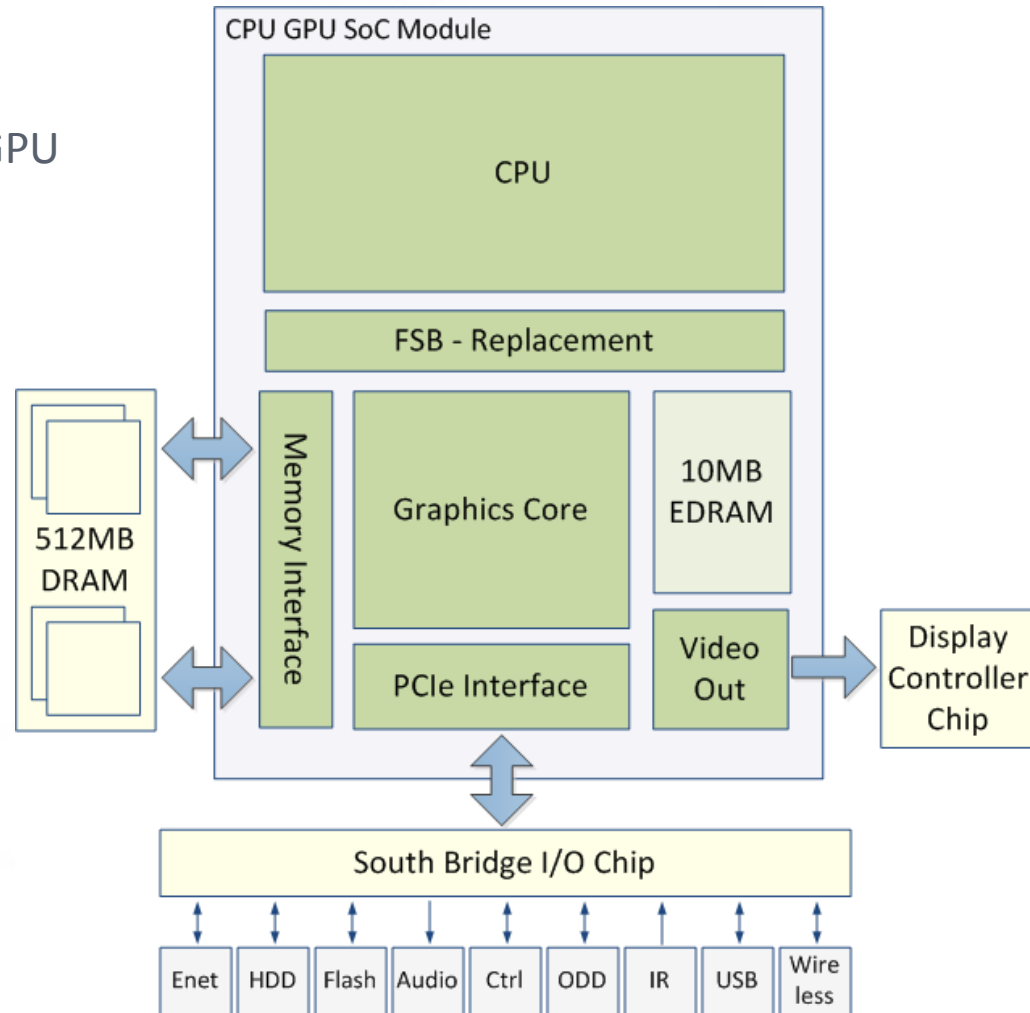 CPU GPU SoC Module
GPU
CPU
FSB - Replacement
Memory Interface
Graphics Core
10MB
EDRAM
512MB
DRAM
PCIe Interface
Video
Out
Display
Controller
Chip
South Bridge I/O Chip
Enet
HDD
Flash
Audio
Ctrl
ODD
IR
USB
Wire
less